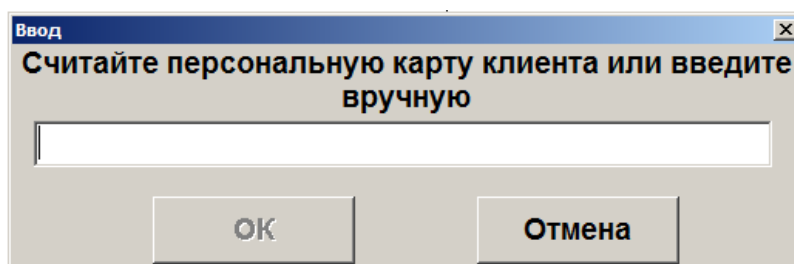 Ввод
Считайте персональную карту клиента или введите
вручную
ОК
Отмена